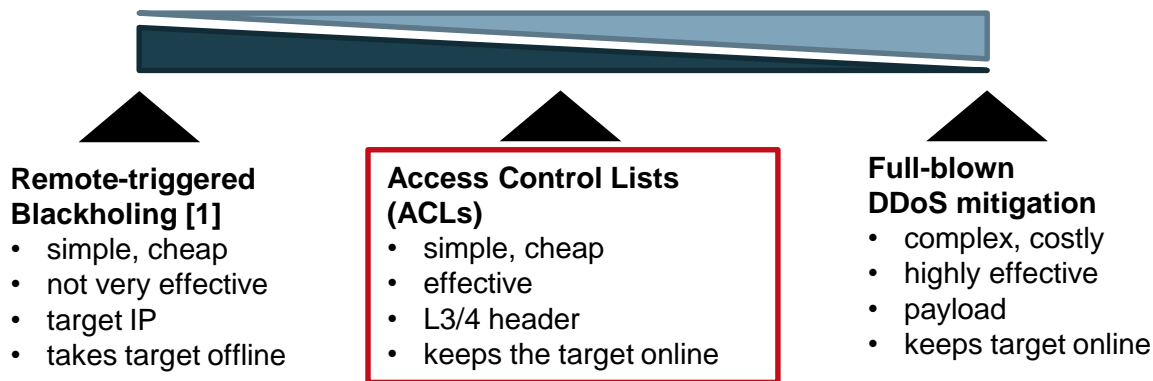 Remote-triggered
Blackholing [1]
• simple, cheap
• not very effective
• target IP
• takes target offline
Access Control Lists
(ACLs)
• simple, cheap
• effective
• L3/4 header
• keeps the target online
Full-blown
DDoS mitigation
• complex, costly
• highly effective
• payload
• keeps target online